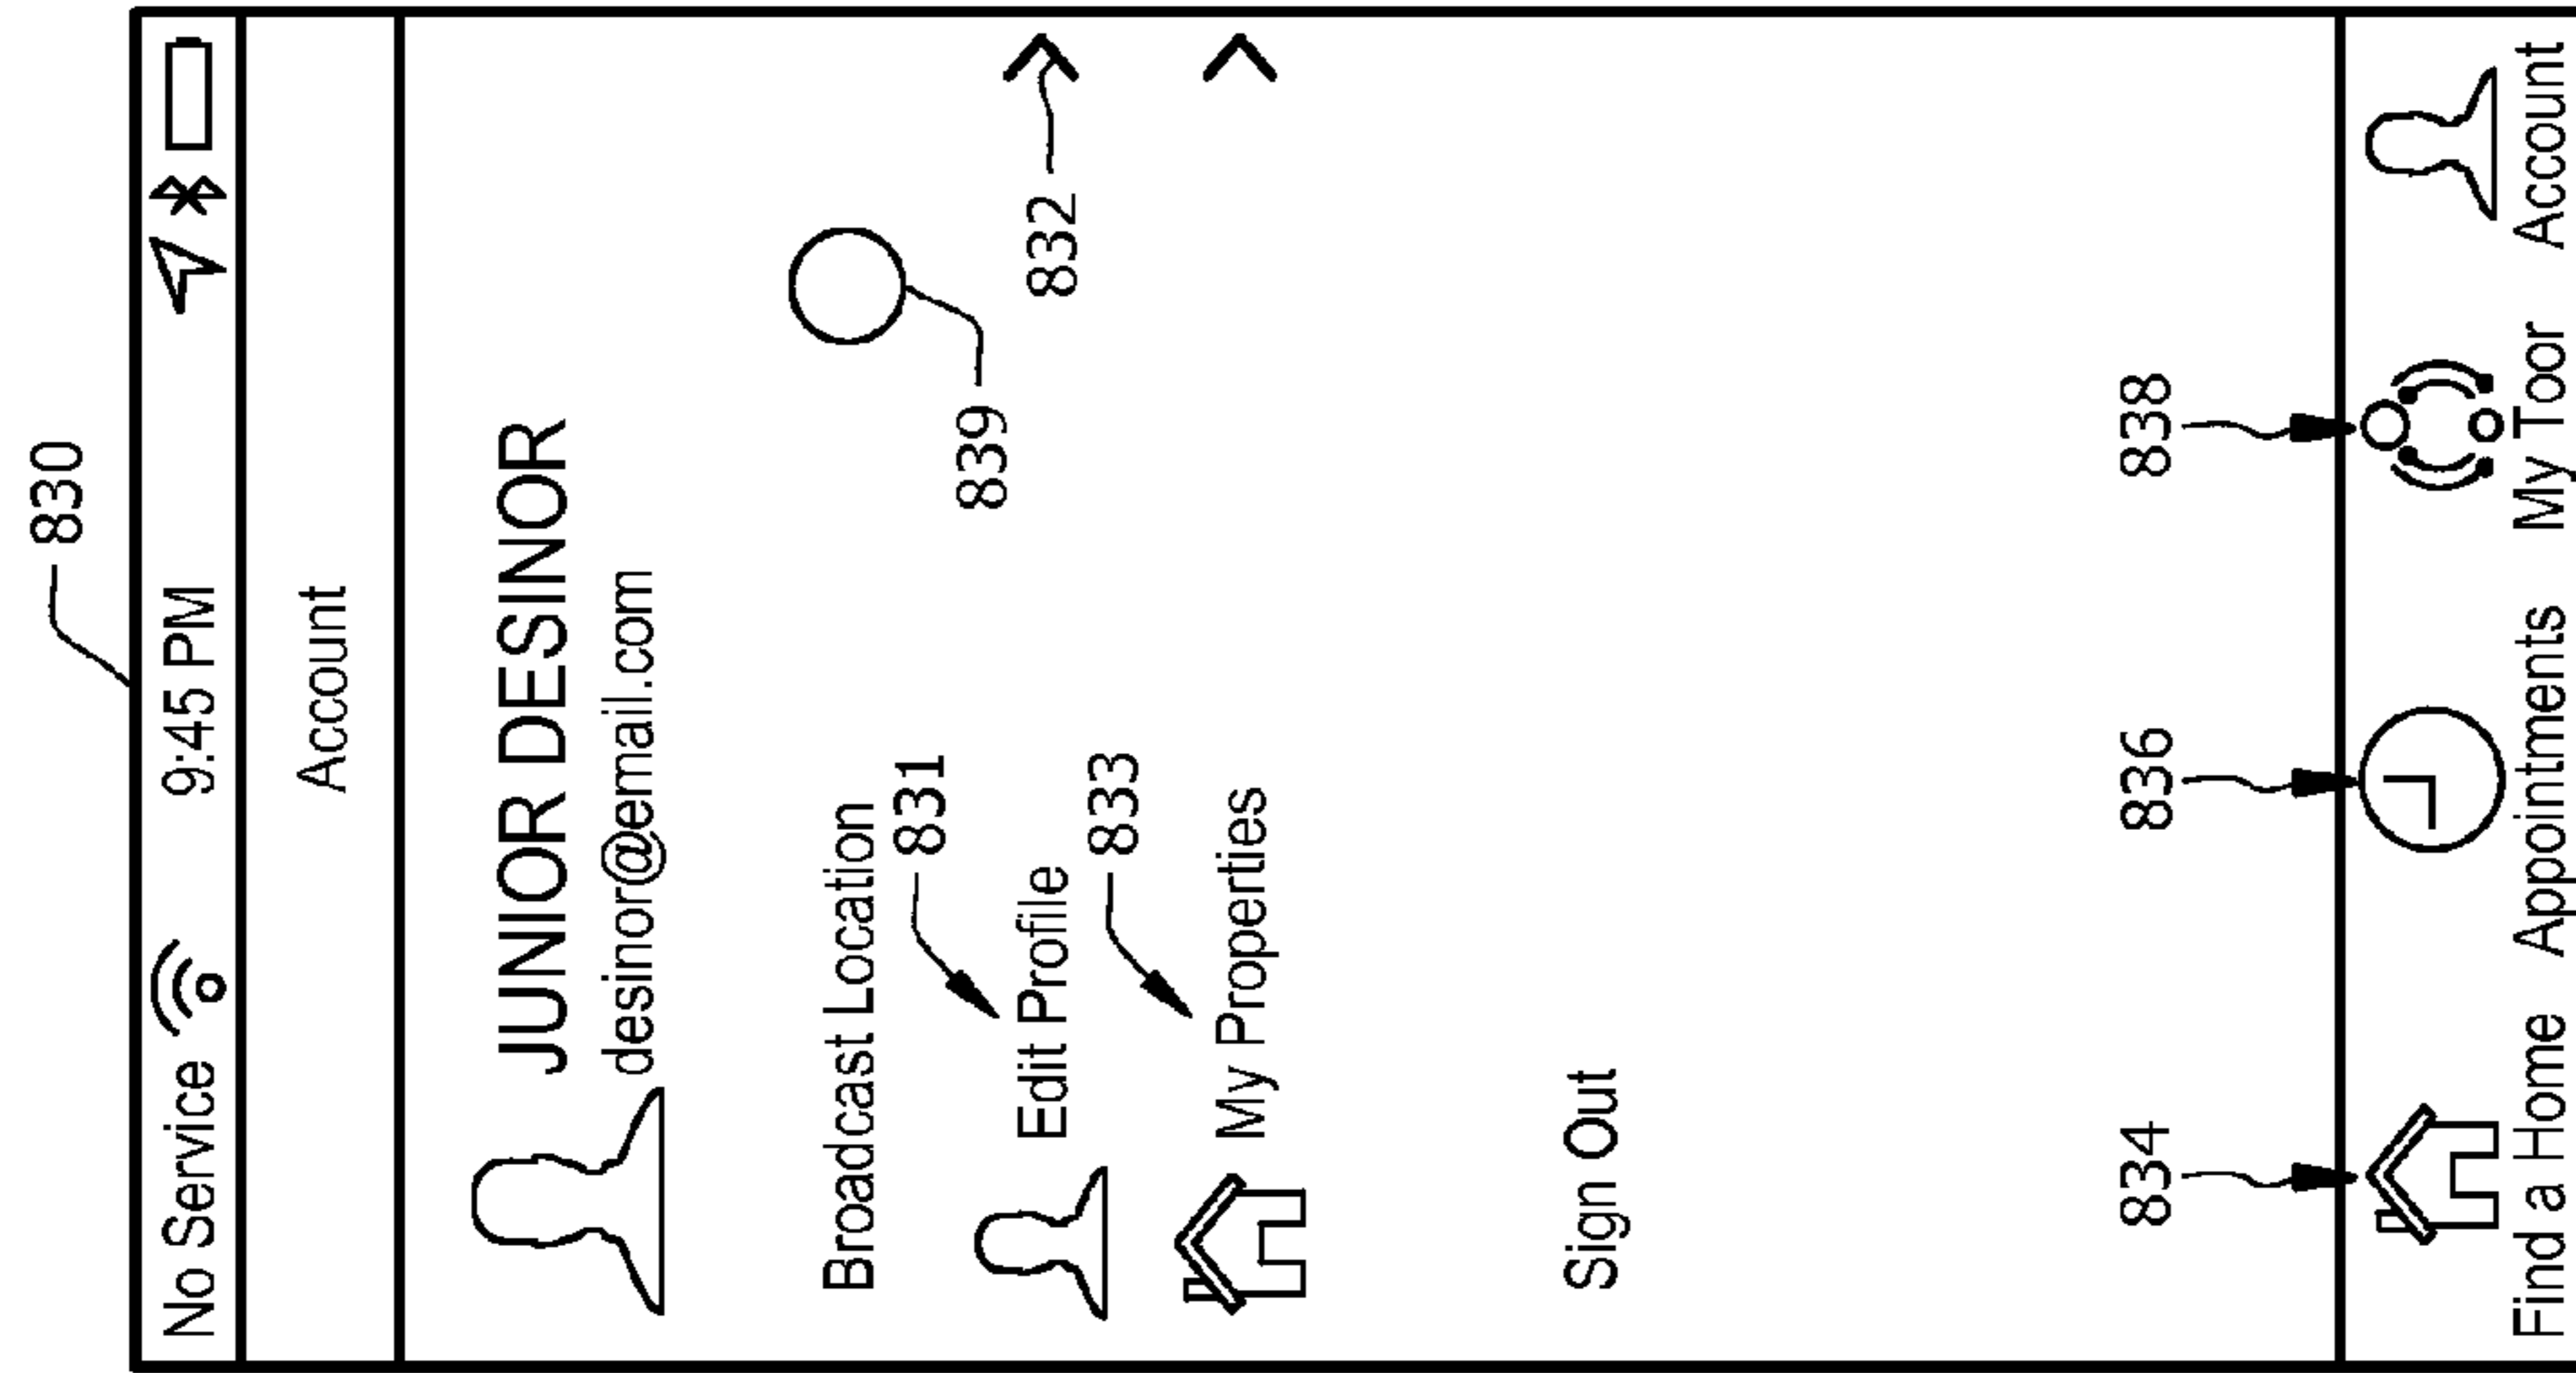 830
No Service 9:45 PM
Account
JUNIOR DESINOR
desinor@email.com
Broadcast Location
831
839
Edit Profile
832
833
My Properties
Sign Out
834 836 838
Find a Home Appointments My Toor Account